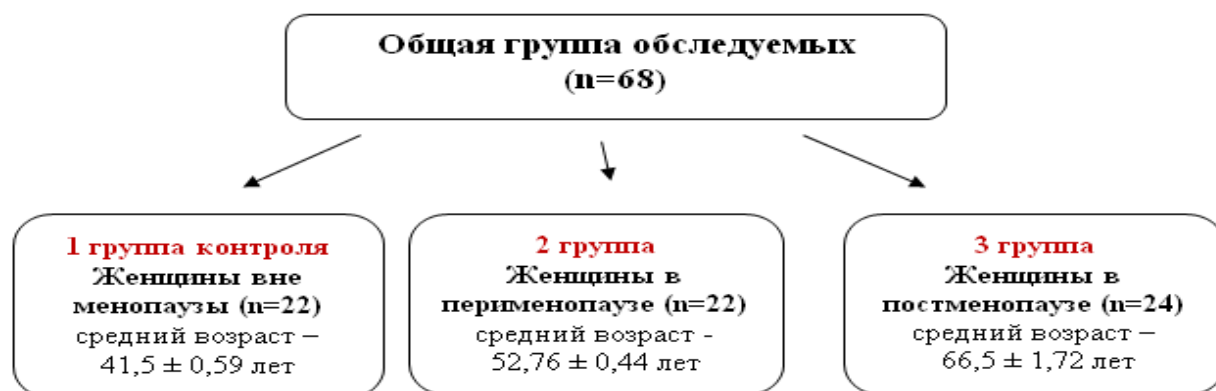 Общая группа обследуемых
(n=68)
1 группа контроля
Женщины вне
менопаузы (n=22)
средний возраст –
41,5 ± 0,59 лет
2 группа
Женщины в
перименопаузе (n=22)
средний возраст -
52,76 ± 0,44 лет
3 группа
Женщины в
постменопаузе (n=24)
средний возраст –
66,5 ± 1,72 лет